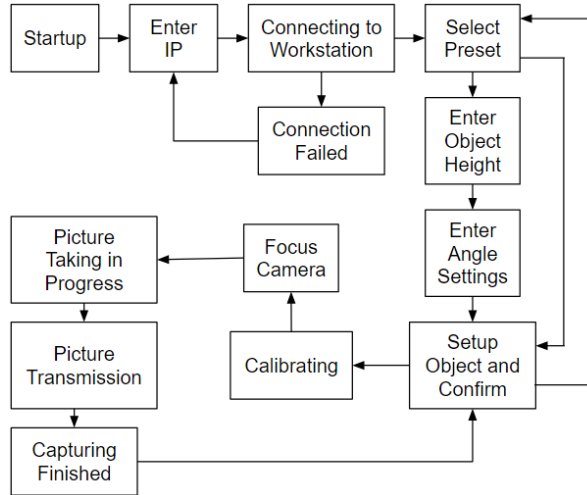 Startup
Enter
IP
Connecting to
Workstation
Select
Preset
Connection
Failed
Enter
Object
Height
Enter
Angle
Settings
Setup
Object and
Confirm
Calibrating
Focus
Camera
Picture
Taking in
Progress
Picture
Transmission
Capturing
Finished